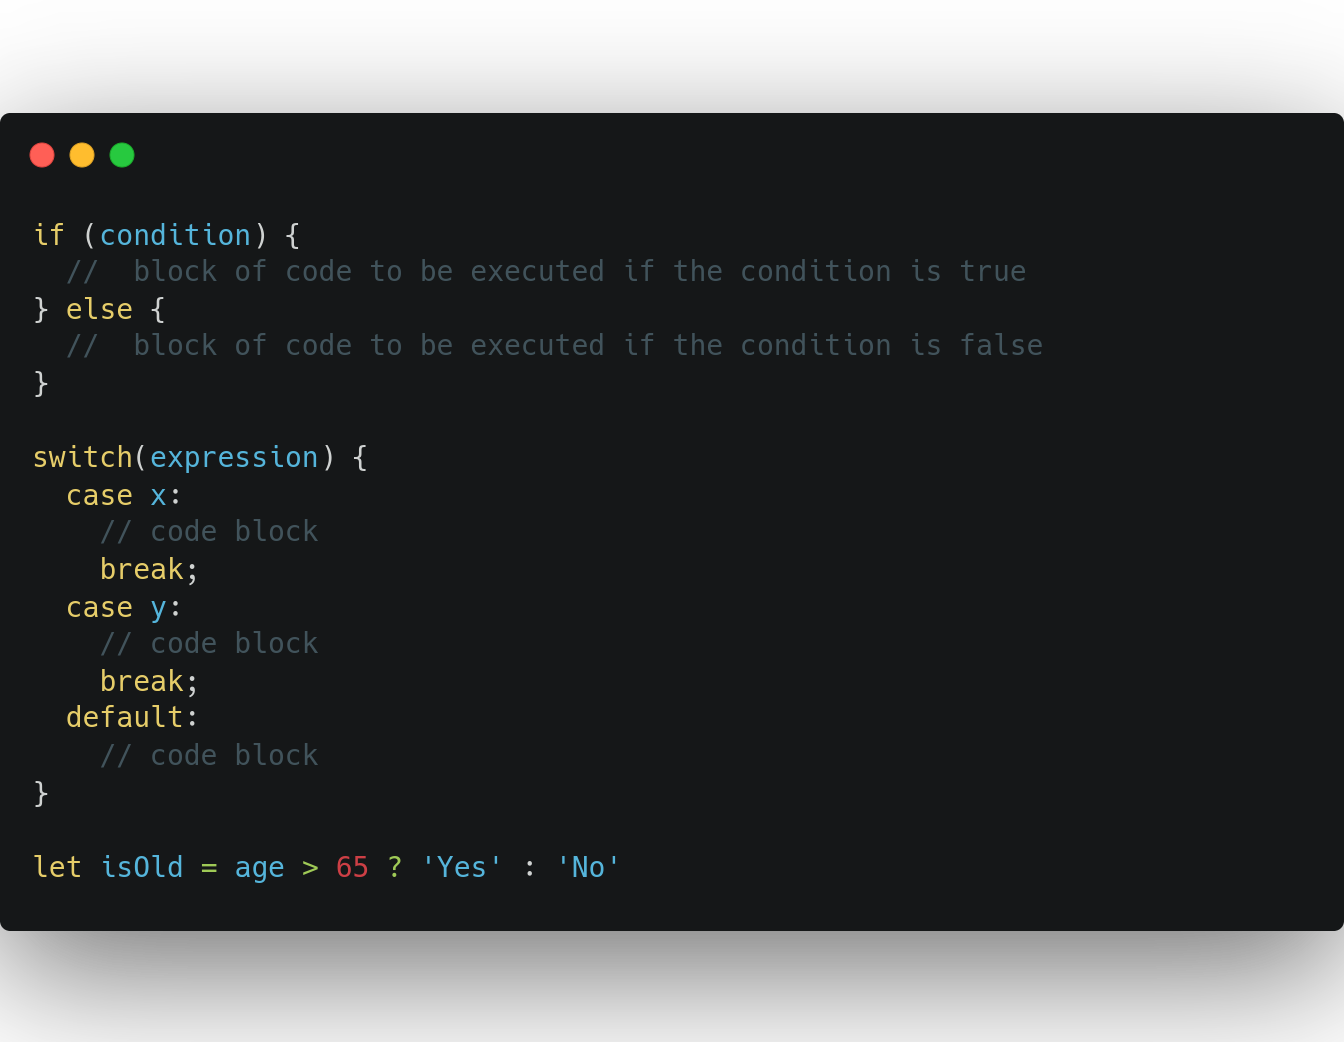 if (condition) {
  //  block of code to be executed if the condition is true
} else {
  //  block of code to be executed if the condition is false
}

switch(expression) {
  case x:
    // code block
    break;
  case y:
    // code block
    break;
  default:
    // code block
}

let isOld = age > 65 ? 'Yes' : 'No'